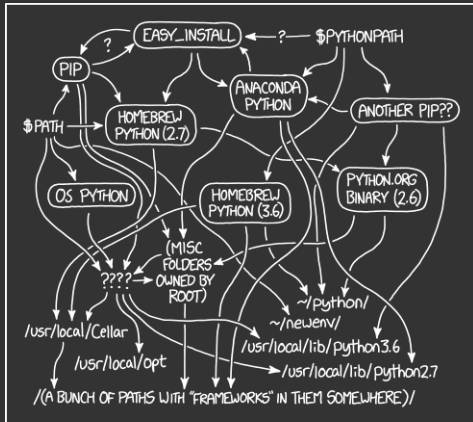 EASY_INSTALL
?
$PYTHONPATH
?
PIP
ANACONDA
PYTHON
ANOTHER PIP??
HOMEBREW
PYTHON (2.7)
$PATH
OS PYTHON
HOMEBREW
PYTHON (3.6)
PYTHON.ORG
BINARY (2.6)
(MISC
FOLDERS
OWNED BY
ROOT)
????
~/python/
~/newenv/
/usr/local/Cellar
/usr/local/lib/python3.6
/usr/local/opt
/usr/local/lib/python2.7
/(A BUNCH OF PATHS WITH "FRAMEWORKS" IN THEM SOMEWHERE)/